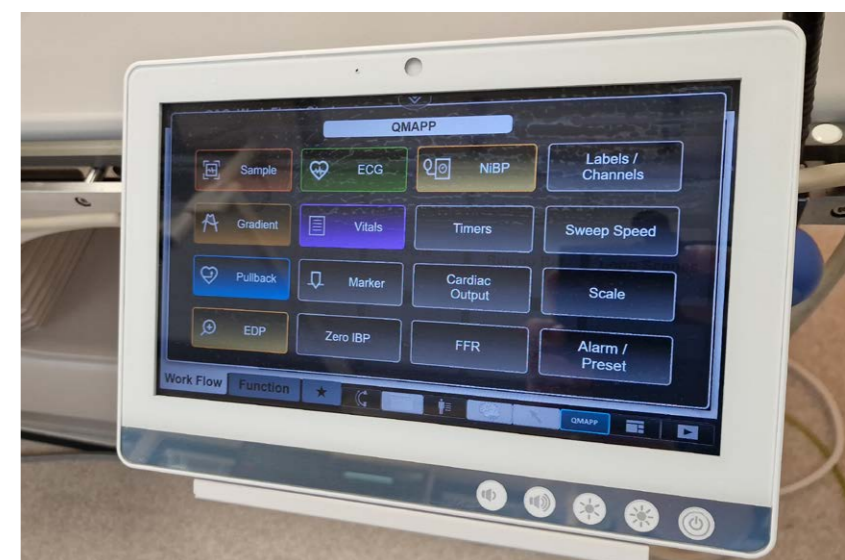 QMAPP
Sample
ECG
NiBP
Labels /
Channels
Gradient
Vitals
Timers
Sweep Speed
Pullback
Marker
Cardiac
Output
Scale
EDP
Zero IBP
FFR
Alarm /
Preset
Work Flow
Function
QMAPP